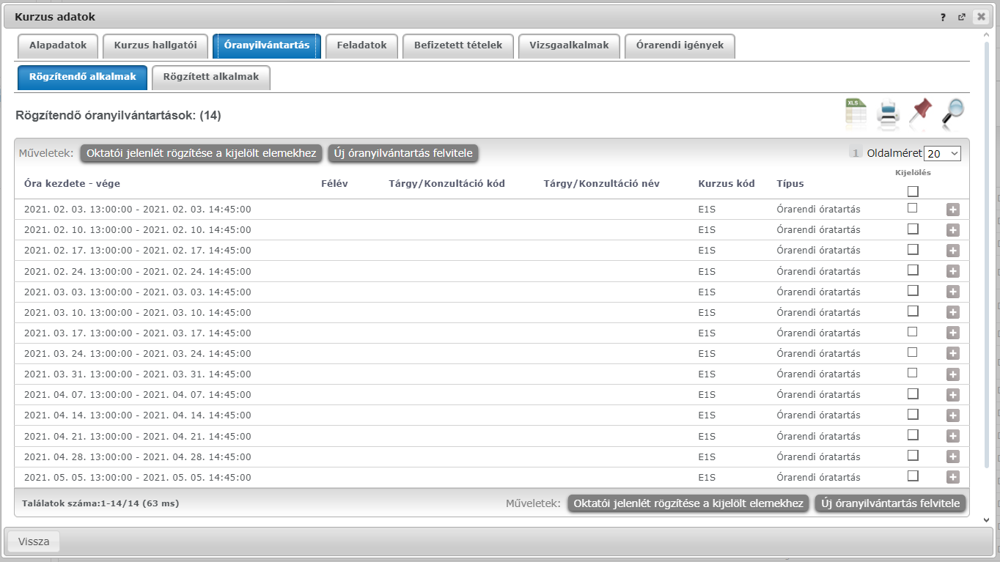 Kurzus adatok ?
Alapadatok Kurzus hallgatói Óranyilvántartás Feladatok Befizetett tételek Vizsgaalkalmak Órarendi igények
Rögzítendő alkalmak Rögzített alkalmak
Rögzítendő óranyilvántartások: (14) XLS
Műveletek: Oktatói jelenlét rögzítése a kijelölt elemekhez Új óranyilvántartás felvitele 1 Oldalméret 20
Óra kezdete - vége Félév Tárgy/Konzultáció kód Tárgy/Konzultáció név Kurzus kód Típus Kijelölés
2021. 02. 03. 13:00:00 - 2021. 02. 03. 14:45:00 E1S Órarendi óratartás
2021. 02. 10. 13:00:00 - 2021. 02. 10. 14:45:00 E1S Órarendi óratartás
2021. 02. 17. 13:00:00 - 2021. 02. 17. 14:45:00 E1S Órarendi óratartás
2021. 02. 24. 13:00:00 - 2021. 02. 24. 14:45:00 E1S Órarendi óratartás
2021. 03. 03. 13:00:00 - 2021. 03. 03. 14:45:00 E1S Órarendi óratartás
2021. 03. 10. 13:00:00 - 2021. 03. 10. 14:45:00 E1S Órarendi óratartás
2021. 03. 17. 13:00:00 - 2021. 03. 17. 14:45:00 E1S Órarendi óratartás
2021. 03. 24. 13:00:00 - 2021. 03. 24. 14:45:00 E1S Órarendi óratartás
2021. 03. 31. 13:00:00 - 2021. 03. 31. 14:45:00 E1S Órarendi óratartás
2021. 04. 07. 13:00:00 - 2021. 04. 07. 14:45:00 E1S Órarendi óratartás
2021. 04. 14. 13:00:00 - 2021. 04. 14. 14:45:00 E1S Órarendi óratartás
2021. 04. 21. 13:00:00 - 2021. 04. 21. 14:45:00 E1S Órarendi óratartás
2021. 04. 28. 13:00:00 - 2021. 04. 28. 14:45:00 E1S Órarendi óratartás
2021. 05. 05. 13:00:00 - 2021. 05. 05. 14:45:00 E1S Órarendi óratartás
Találatok száma:1-14/14 (63 ms) Műveletek: Oktatói jelenlét rögzítése a kijelölt elemekhez Új óranyilvántartás felvitele
Vissza